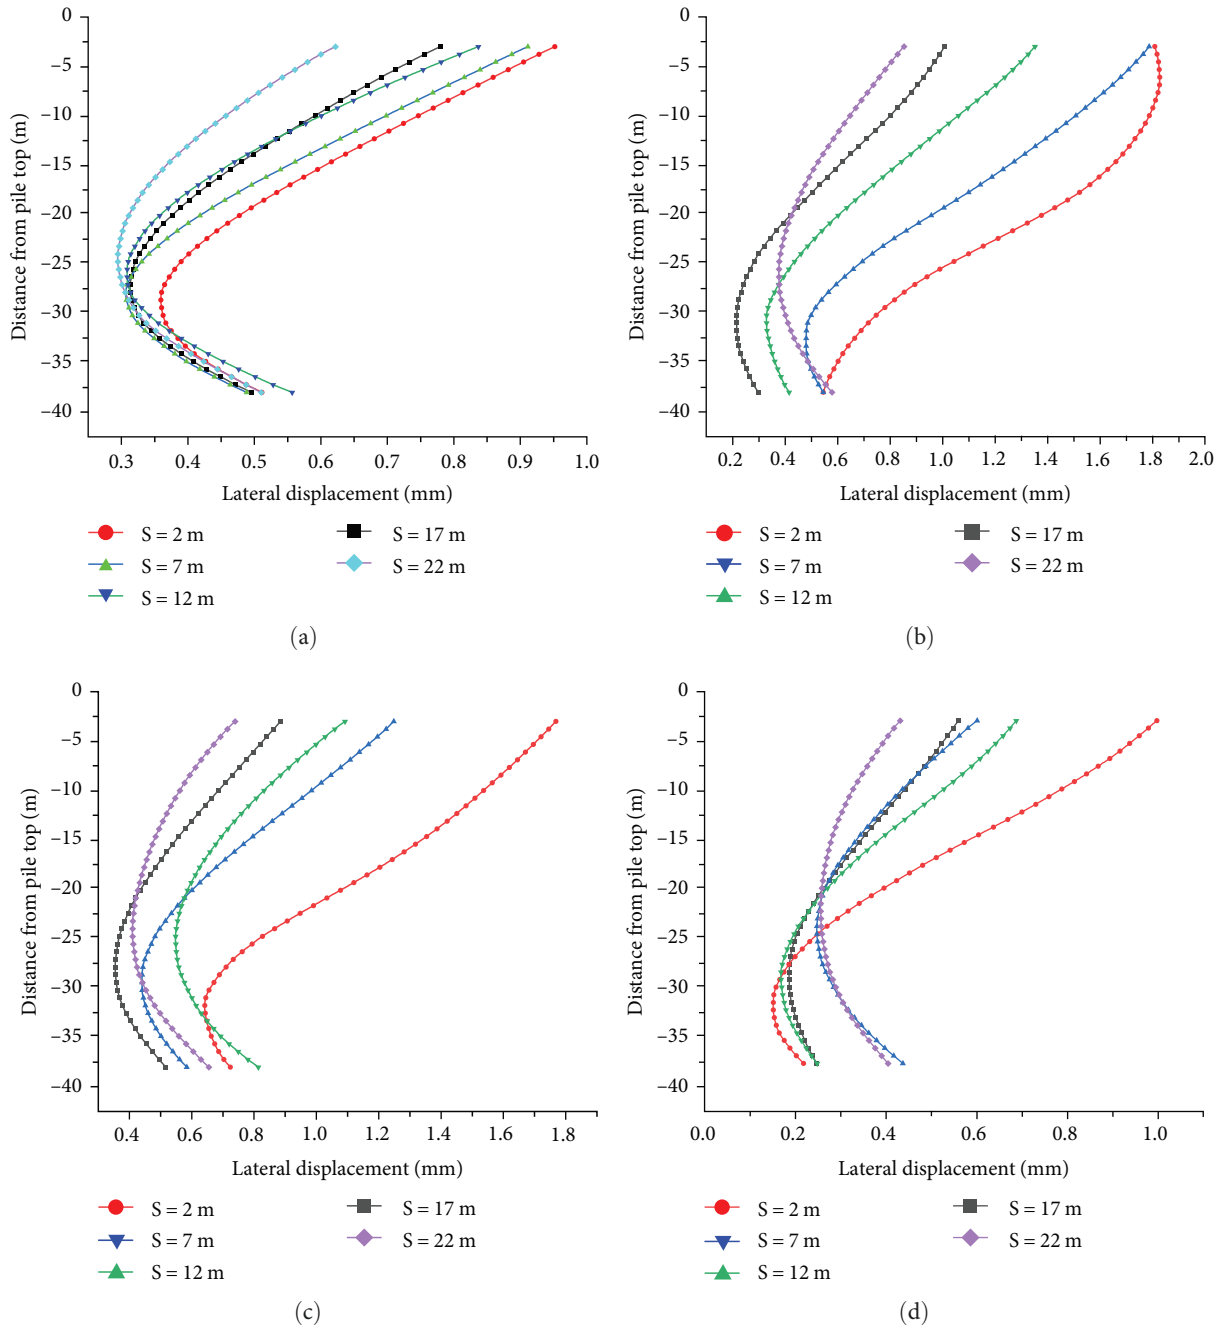 0
−5
−10
−15
−20
−25
−30
−35
−40
Distance from pile top (m)
0.3 0.4 0.5 0.6 0.7 0.8 0.9 1.0
Lateral displacement (mm)
S = 2 m
S = 7 m
S = 12 m
S = 17 m
S = 22 m
(a)
0
−5
−10
−15
−20
−25
−30
−35
−40
Distance from pile top (m)
0.2 0.4 0.6 0.8 1.0 1.2 1.4 1.6 1.8 2.0
Lateral displacement (mm)
S = 2 m
S = 7 m
S = 12 m
S = 17 m
S = 22 m
(b)
0
−5
−10
−15
−20
−25
−30
−35
−40
Distance from pile top (m)
0.4 0.6 0.8 1.0 1.2 1.4 1.6 1.8
Lateral displacement (mm)
S = 2 m
S = 7 m
S = 12 m
S = 17 m
S = 22 m
(c)
0
−5
−10
−15
−20
−25
−30
−35
−40
Distance from pile top (m)
0.0 0.2 0.4 0.6 0.8 1.0
Lateral displacement (mm)
S = 2 m
S = 7 m
S = 12 m
S = 17 m
S = 22 m
(d)